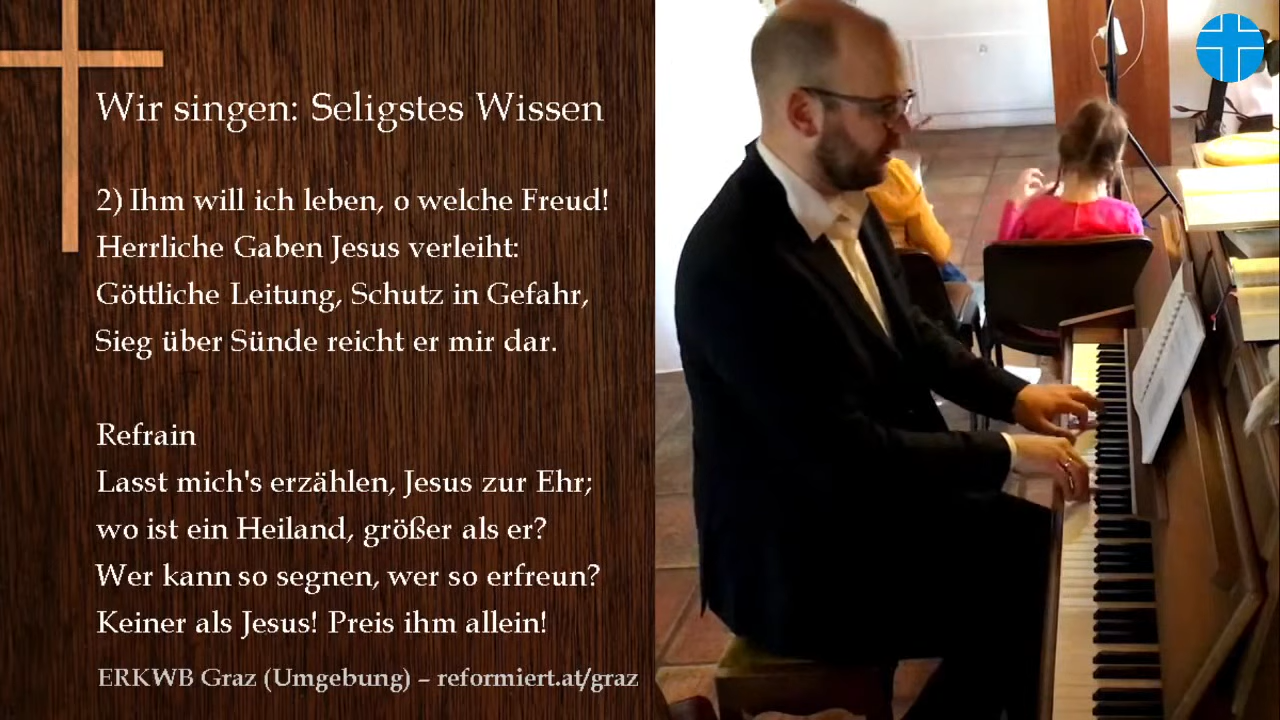 Wir singen: Seligstes Wissen
2) Ihm will ich leben, o welche Freud!
Herrliche Gaben Jesus verleiht:
Göttliche Leitung, Schutz in Gefahr,
Sieg über Sünde reicht er mir dar.
Refrain
Lasst mich's erzählen, Jesus zur Ehr;
wo ist ein Heiland, größer als er?
Wer kann so segnen, wer so erfreun?
Keiner als Jesus! Preis ihm allein!
ERKWB Graz (Umgebung) – reformiert.at/graz